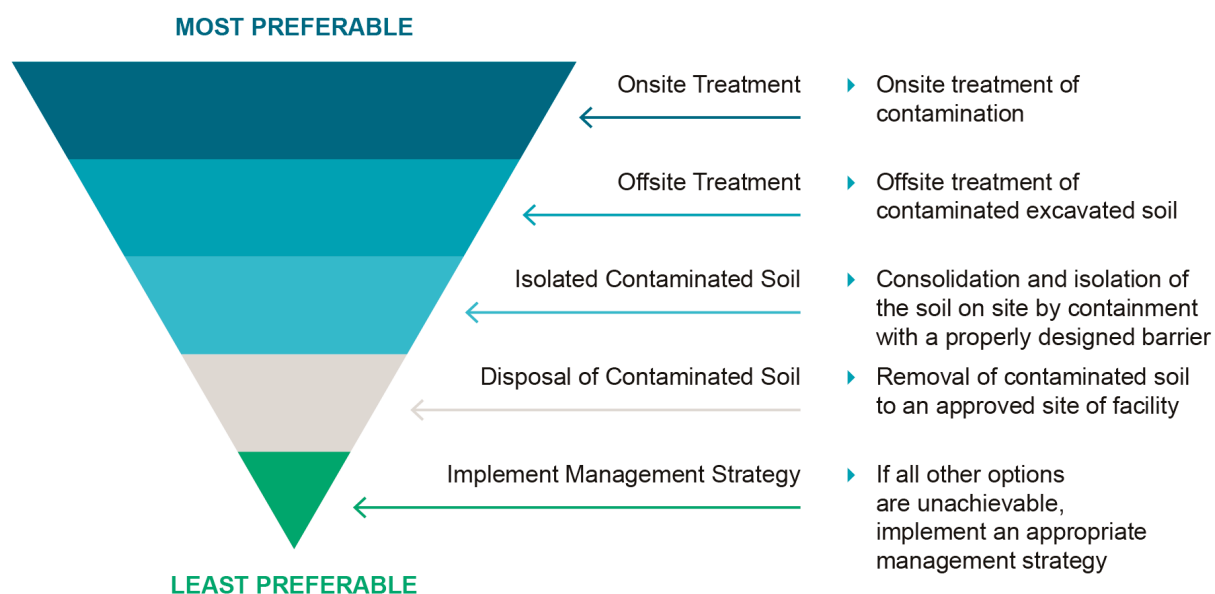 MOST PREFERABLE
Onsite Treatment
Onsite treatment of
contamination
Offsite Treatment
Offsite treatment of
contaminated excavated soil
Isolated Contaminated Soil
Consolidation and isolation of
the soil on site by containment
with a properly designed barrier
Disposal of Contaminated Soil
Removal of contaminated soil
to an approved site of facility
Implement Management Strategy
If all other options
are unachievable,
implement an appropriate
management strategy
LEAST PREFERABLE